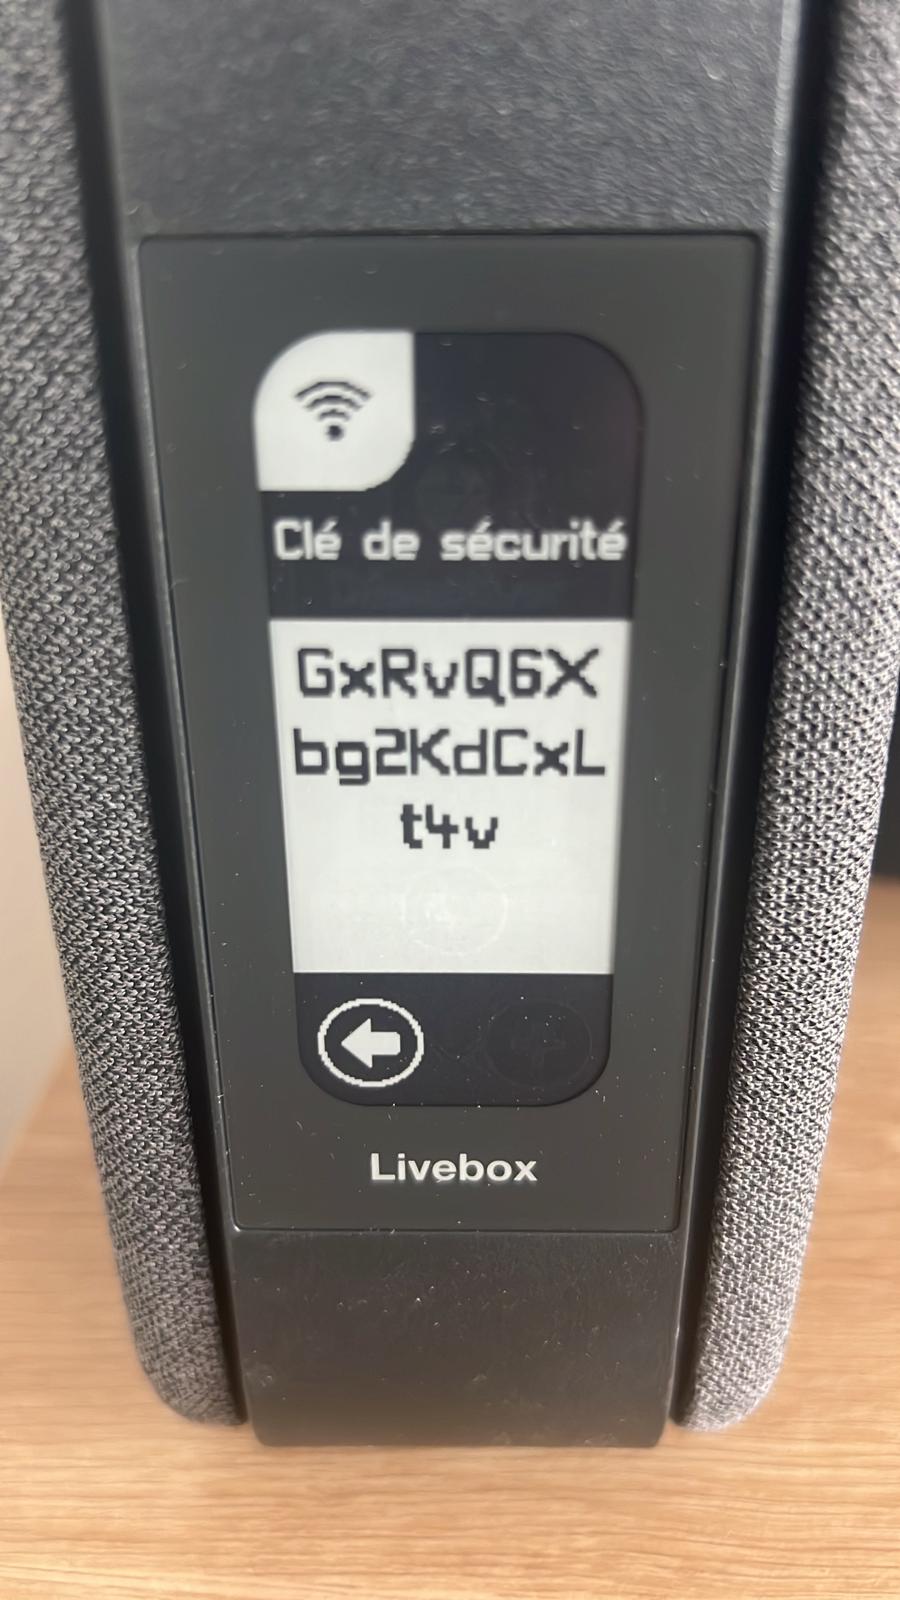 Clé de sécurité
GxRvQ6X
bg2KdCxL
t4v
Livebox